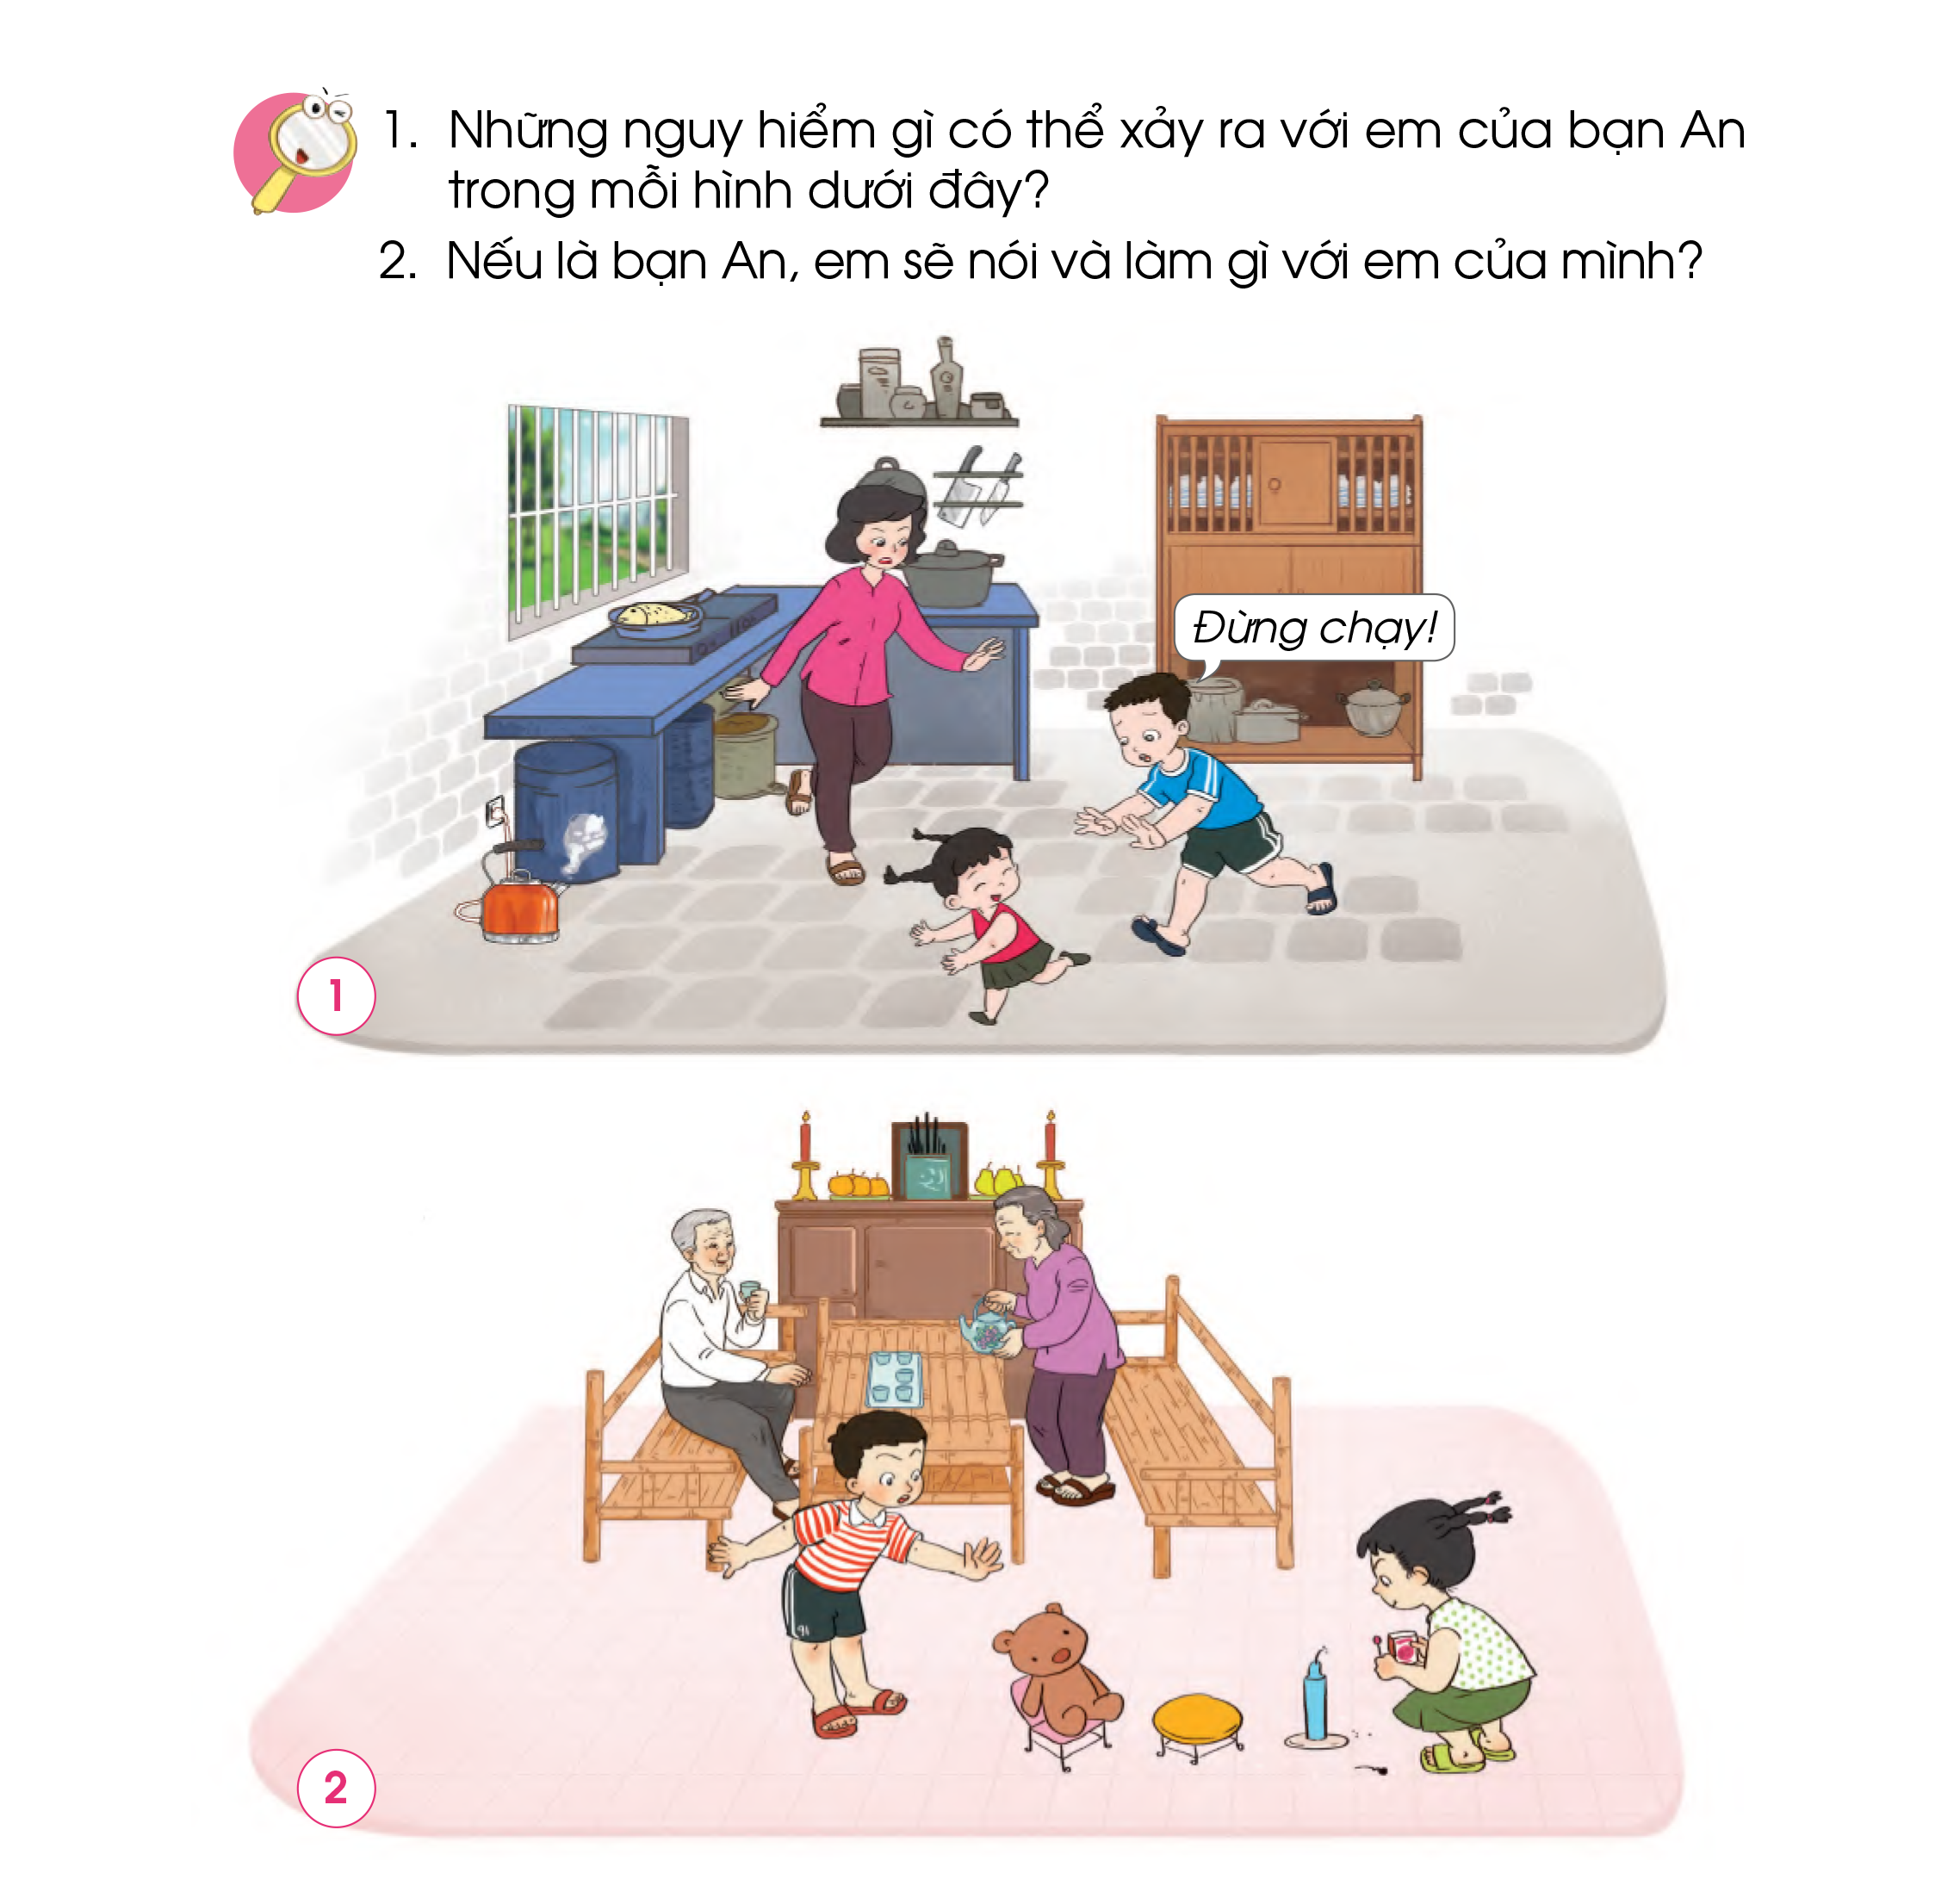 1. Những nguy hiểm gì có thể xảy ra với em của bạn An
trong mỗi hình dưới đây?
2. Nếu là bạn An, em sẽ nói và làm gì với em của mình?
Đừng chạy!
1
2